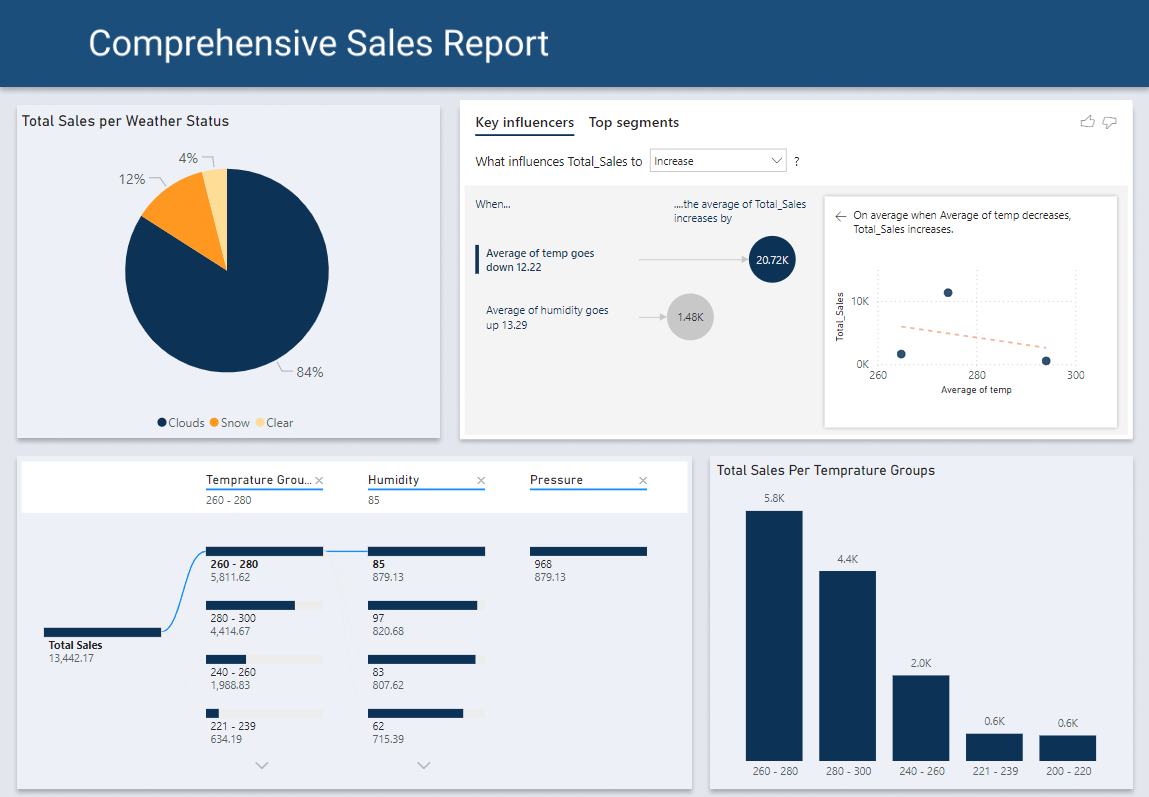 Comprehensive Sales Report
Total Sales per Weather Status
4%
12%
84%
Clouds Snow Clear
Key influencers Top segments
What influences Total_Sales to Increase ?
When...
....the average of Total_Sales
increases by
Average of temp goes
down 12.22
20.72K
Average of humidity goes
up 13.29
1.48K
On average when Average of temp decreases,
Total_Sales increases.
Total_Sales
10K
0K
260 280 300
Average of temp
Temprature Grou... Humidity Pressure
260 - 280 85
Total Sales
13,442.17
260 - 280
5,811.62
280 - 300
4,414.67
240 - 260
1,988.83
221 - 239
634.19
85
879.13
97
820.68
83
807.62
62
715.39
968
879.13
Total Sales Per Temprature Groups
5.8K
4.4K
2.0K
0.6K
0.6K
260 - 280 280 - 300 240 - 260 221 - 239 200 - 220